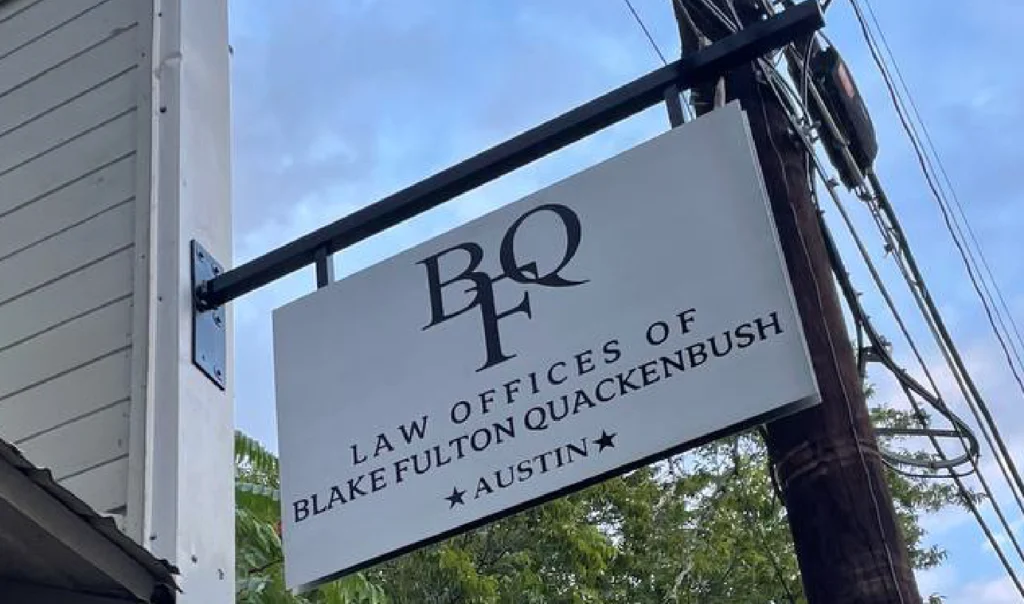 BFQ
LAW OFFICES OF
BLAKE FULTON QUACKENBUSH
★AUSTIN★